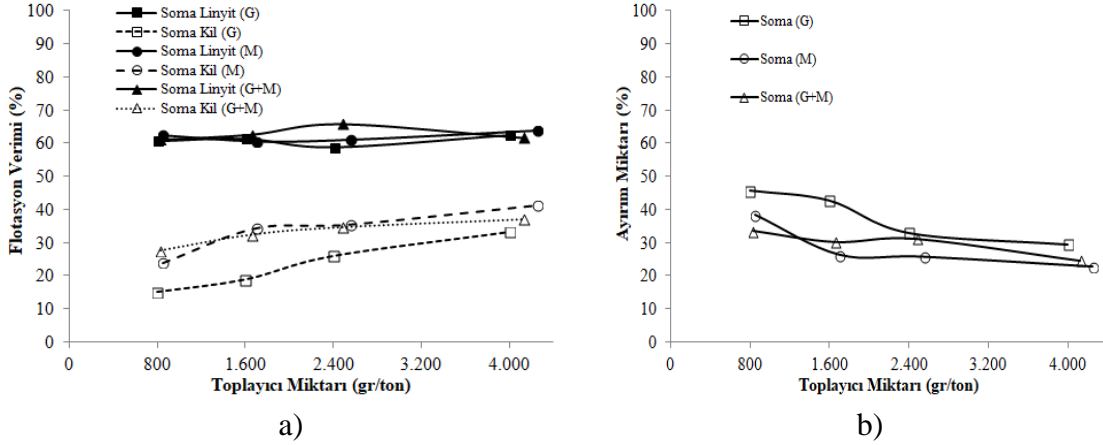 Flotasyon Verimi (%)
100
90
80
70
60
50
40
30
20
10
0
Soma Linyit (G)
Soma Kil (G)
Soma Linyit (M)
Soma Kil (M)
Soma Linyit (G+M)
Soma Kil (G+M)
0 800 1.600 2.400 3.200 4.000
Toplayıcı Miktarı (gr/ton)
a)
Ayırım Miktarı (%)
100
90
80
70
60
50
40
30
20
10
0
Soma (G)
Soma (M)
Soma (G+M)
0 800 1.600 2.400 3.200 4.000
Toplayıcı Miktarı (gr/ton)
b)